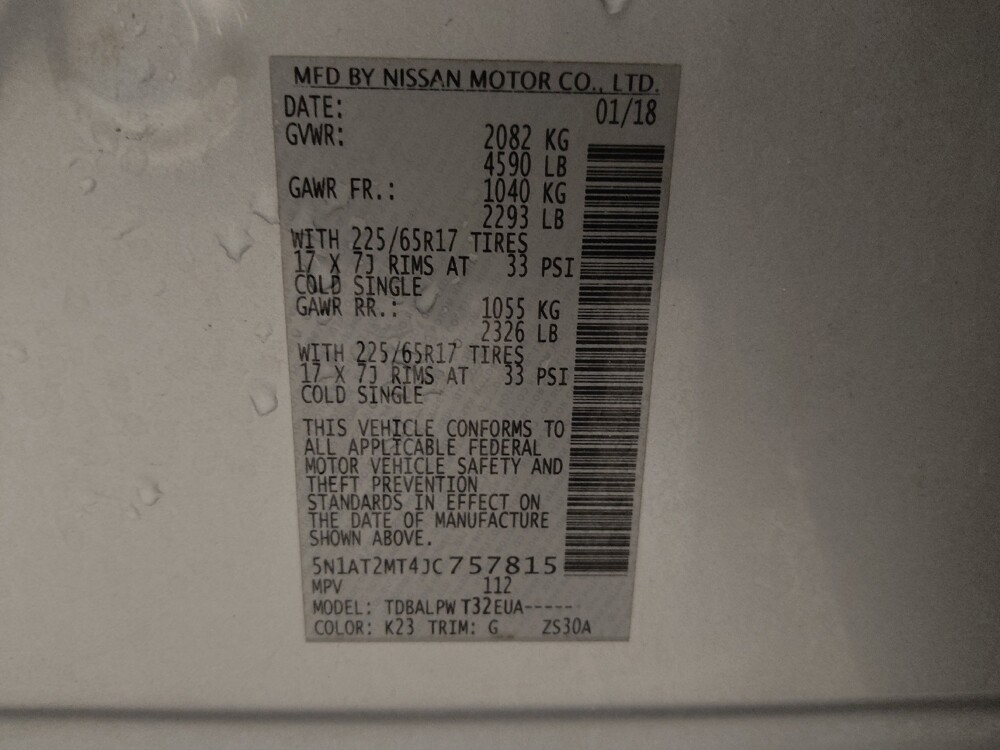 MFD BY NISSAN MOTOR CO., LTD.
DATE: 01/18
GVWR: 2082 KG
4590 LB
GAWR FR.: 1040 KG
2293 LB
WITH 225/65R17 TIRES
17 X 7J RIMS AT 33 PSI
COLD SINGLE
GAWR RR.: 1055 KG
2326 LB
WITH 225/65R17 TIRES
17 X 7J RIMS AT 33 PSI
COLD SINGLE
THIS VEHICLE CONFORMS TO
ALL APPLICABLE FEDERAL
MOTOR VEHICLE SAFETY AND
THEFT PREVENTION
STANDARDS IN EFFECT ON
THE DATE OF MANUFACTURE
SHOWN ABOVE.
5N1AT2MT4JC757815
MPV 112
MODEL: TDBALPW T32EUA-----
COLOR: K23 TRIM: G ZS30A